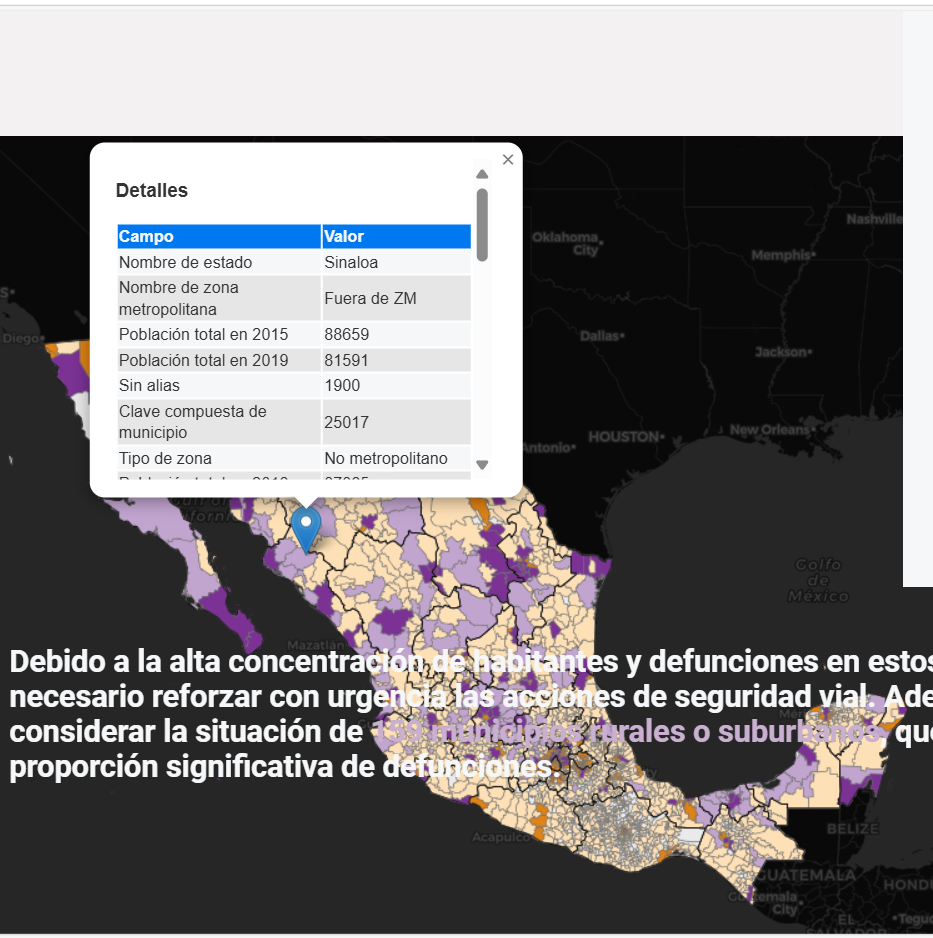 Detalles
×
Campo Valor
Nombre de estado Sinaloa
Nombre de zona
metropolitana
Fuera de ZM
Población total en 2015 88659
Población total en 2019 81591
Sin alias 1900
Clave compuesta de
municipio
25017
Tipo de zona No metropolitano
Nashville
Oklahoma
City
Memphis
Dallas
Jackson
Diego
New Orleans
HOUSTON
Antonio
Golfo
de
México
Mazatlán
Debido a la alta concentración de habitantes y defunciones en estos
necesario reforzar con urgencia las acciones de seguridad vial. Ade
considerar la situación de 139 municipios rurales o suburbanos, que
proporción significativa de defunciones.
Acapulco
BELIZE
GUATEMALA
HONDU
Guatemala
City
EL
SALVADOR
Teguc